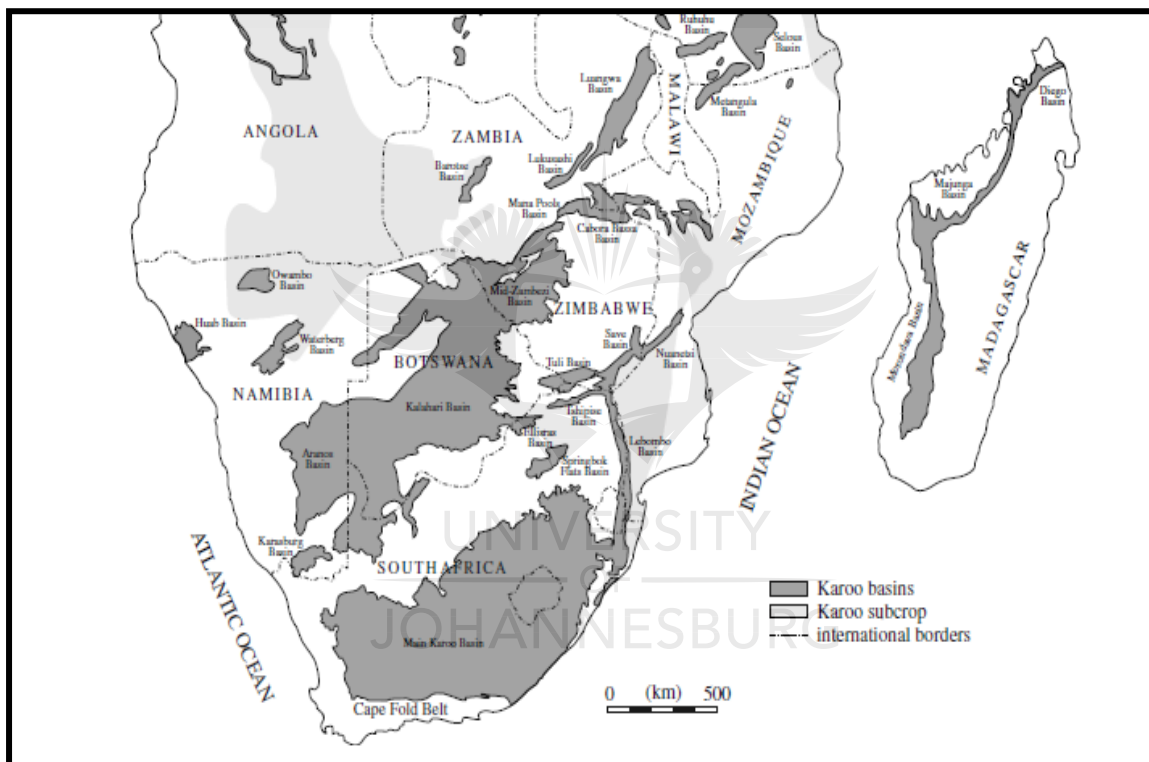 Ruhuhu
Basin
Selous
Basin
Luangwa
Basin
Metangula
Basin
MALAWI
Diego
Basin
ANGOLA
ZAMBIA
Barotse
Basin
Lukusashi
Basin
Mana Pools
Basin
Cabora Bassa
Basin
MOZAMBIQUE
Majunga
Basin
MADAGASCAR
Morondava Basin
Owambo
Basin
Mid-Zambezi
Basin
ZIMBABWE
Huab Basin
Waterberg
Basin
BOTSWANA
Save
Basin
Tuli Basin
Nuanetsi
Basin
NAMIBIA
Kalahari Basin
Tshipise
Basin
Ellisras
Basin
Aranos
Basin
Springbok
Flats Basin
Lebombo
Basin
INDIAN OCEAN
Karasburg
Basin
UNIVERSITY
OF
JOHANNESBURG
SOUTH AFRICA
ATLANTIC OCEAN
Main Karoo Basin
Cape Fold Belt
Karoo basins
Karoo subcrop
international borders
0 (km) 500